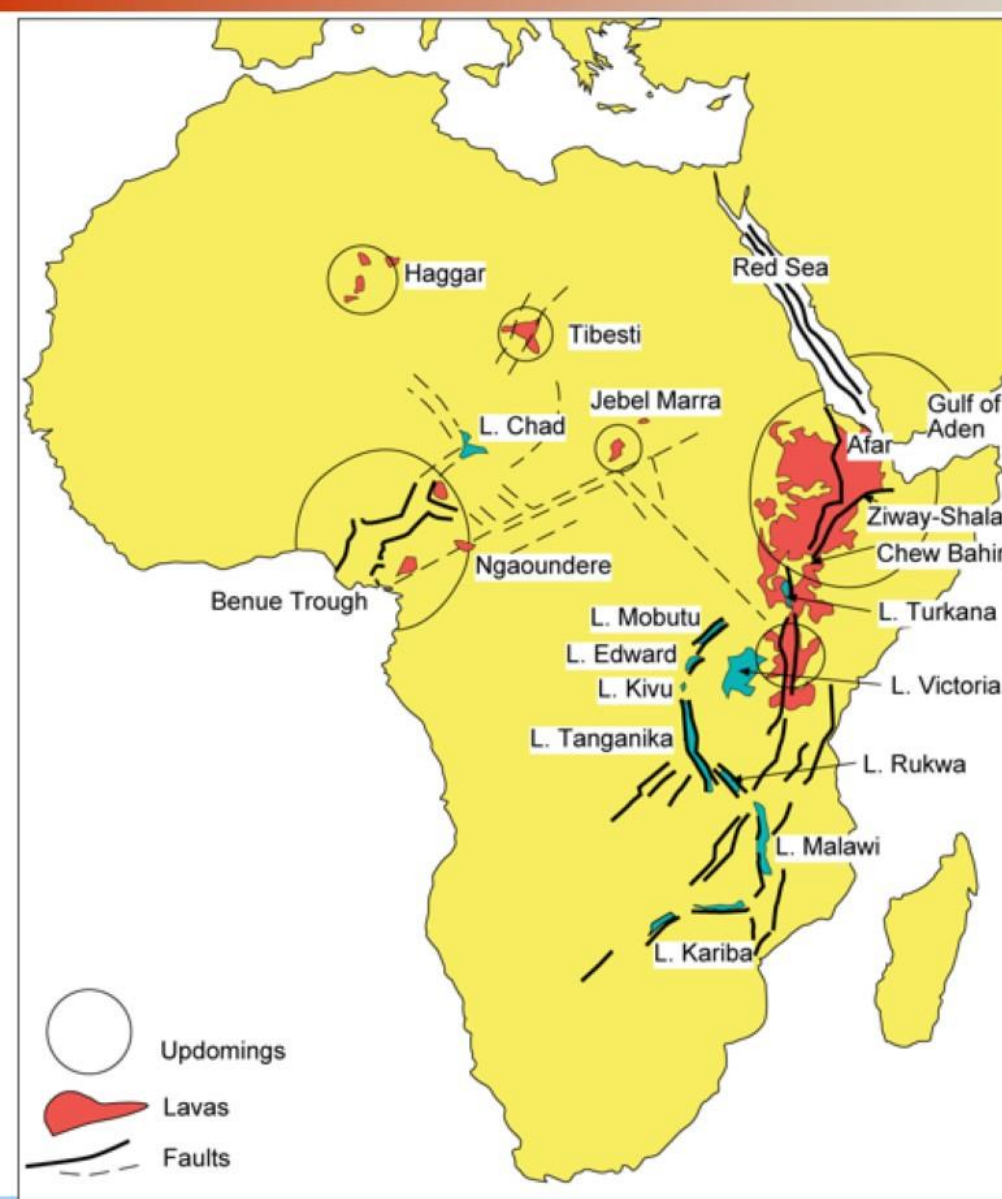 Red Sea
Haggar
Tibesti
Jebel Marra
Gulf of
Aden
L. Chad
Afar
Ziway-Shala
Chew Bahir
Ngaoundere
Benue Trough
L. Turkana
L. Mobutu
L. Edward
L. Kivu
L. Victoria
L. Tanganika
L. Rukwa
L. Malawi
L. Kariba
Updomings
Lavas
Faults